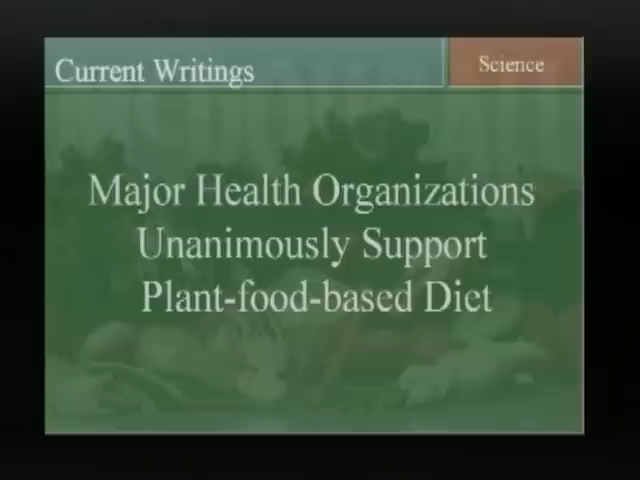 Current Writings
Science
Major Health Organizations
Unanimously Support
Plant-food-based Diet